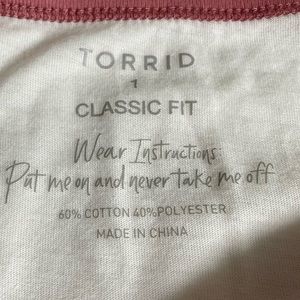 TORRID
1
CLASSIC FIT
Wear Instructions:
Put me on and never take me off
60% COTTON 40%POLYESTER
MADE IN CHINA